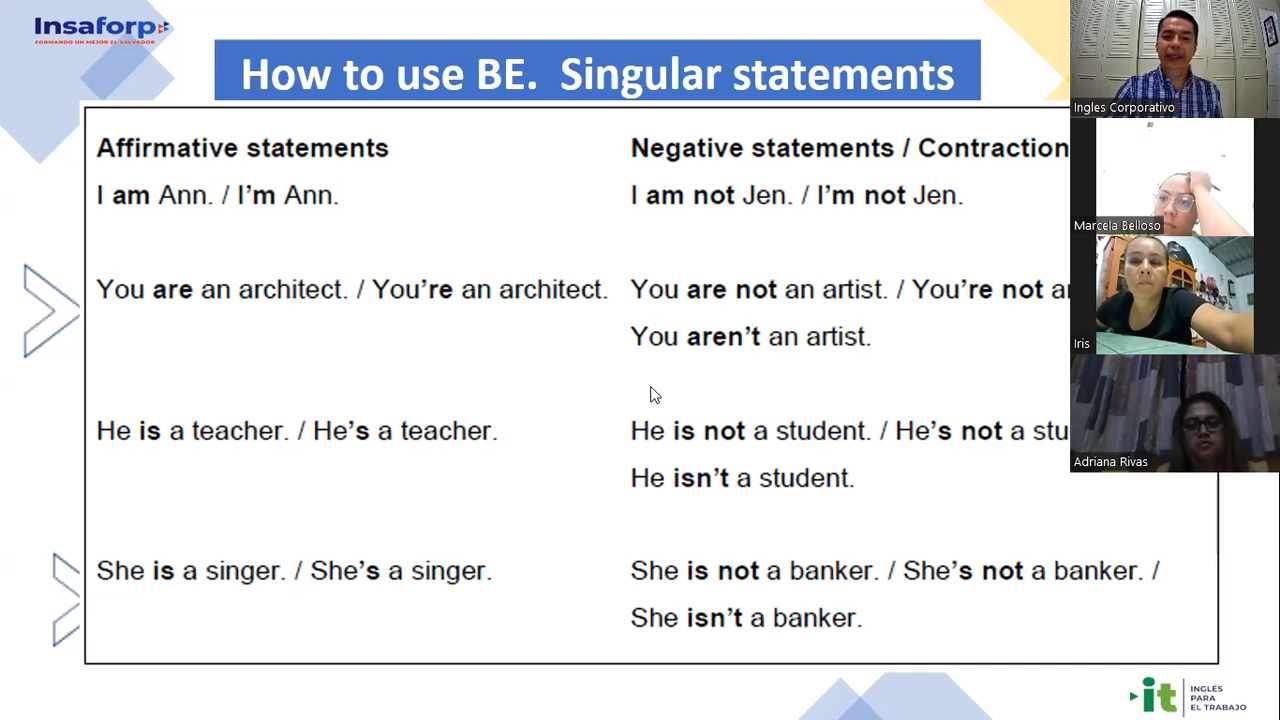 Insaforp
FORMANDO UN MEJOR EL SALVADOR
How to use BE. Singular statements
Affirmative statements
Negative statements / Contraction
I am Ann. / I'm Ann.
I am not Jen. / I'm not Jen.
You are an architect. / You're an architect.
You are not an artist. / You're not
You aren't an artist.
He is a teacher. / He's a teacher.
He is not a student. / He's not a
He isn't a student.
She is a singer. / She's a singer.
She is not a banker. / She's not a banker. /
She isn't a banker.
Ingles Corporativo
Marcela Belloso
Iris
Adriana Rivas
it
INGLÉS
PARA
EL TRABAJO